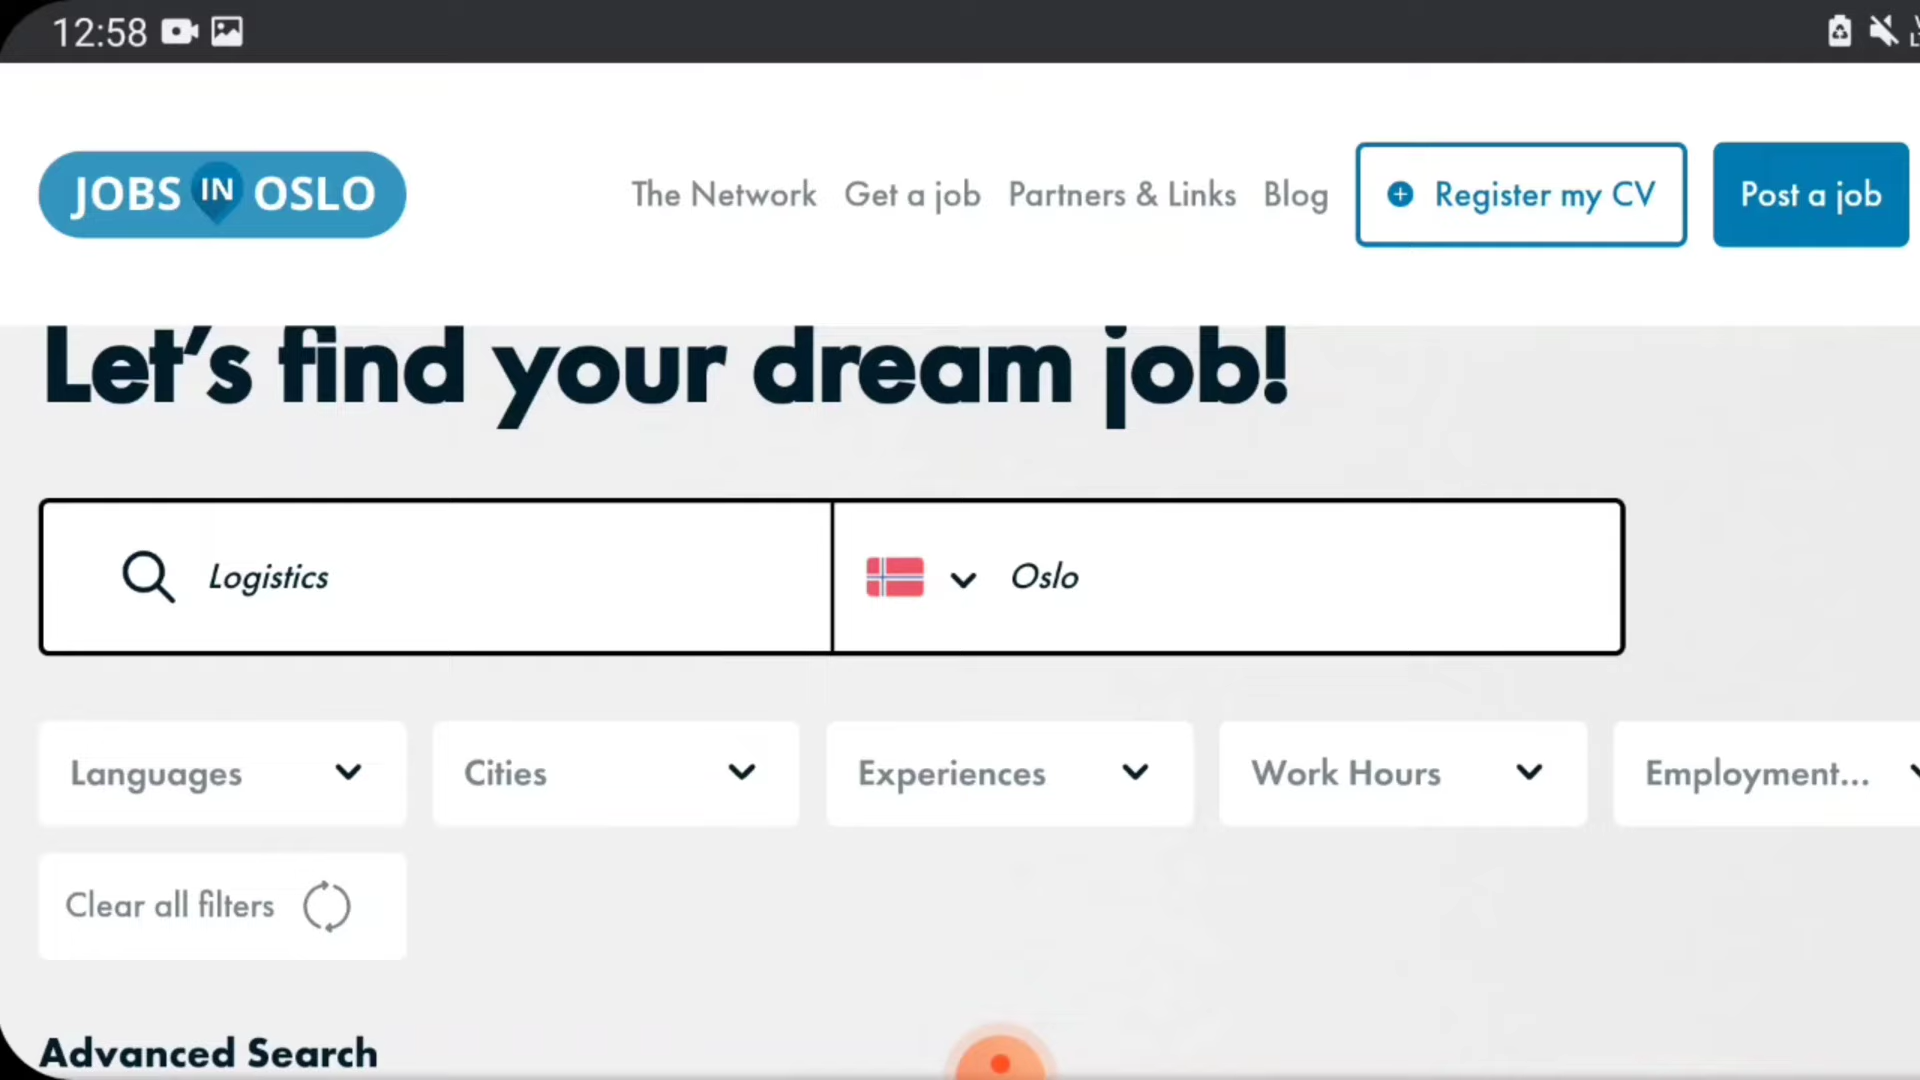 12:58
JOBS IN OSLO
The Network Get a job Partners & Links Blog Register my CV Post a job
Let's find your dream job!
Logistics Oslo
Languages Cities Experiences Work Hours Employment...
Clear all filters
Advanced Search